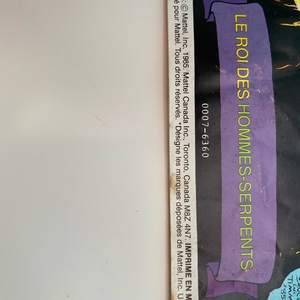 LE ROI DES HOMMES-SERPENTS
0007-6360
© Mattel, Inc. 1985. Mattel Canada Inc., Toronto, Canada M8Z 4N7. IMPRIMÉ EN
pour Mattel. Tous droits réservés. *Désigne les marques déposées de Mattel, Inc. U